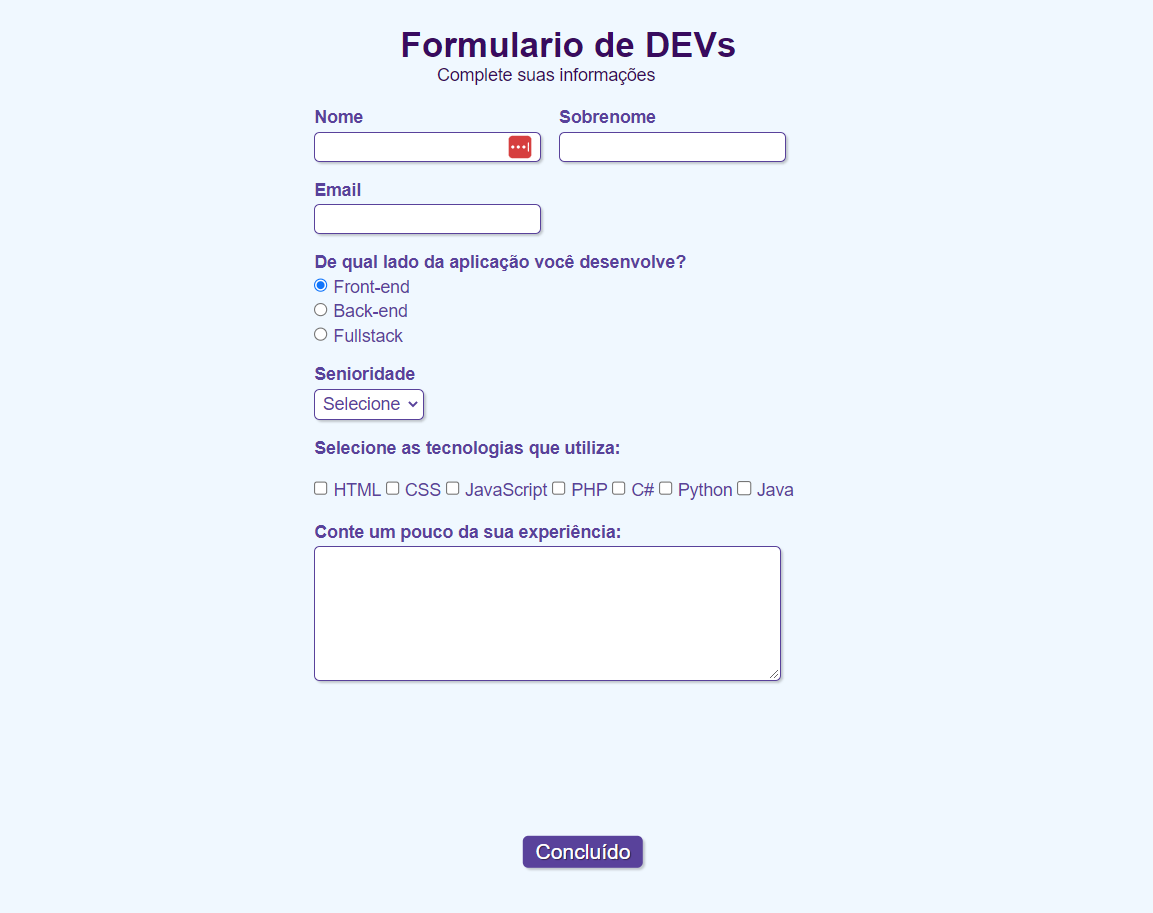 Formulario de DEVs
Complete suas informações
Nome Sobrenome
Email
De qual lado da aplicação você desenvolve?
Front-end
Back-end
Fullstack
Senioridade
Selecione
Selecione as tecnologias que utiliza:
HTML CSS JavaScript PHP C# Python Java
Conte um pouco da sua experiência:
Concluído